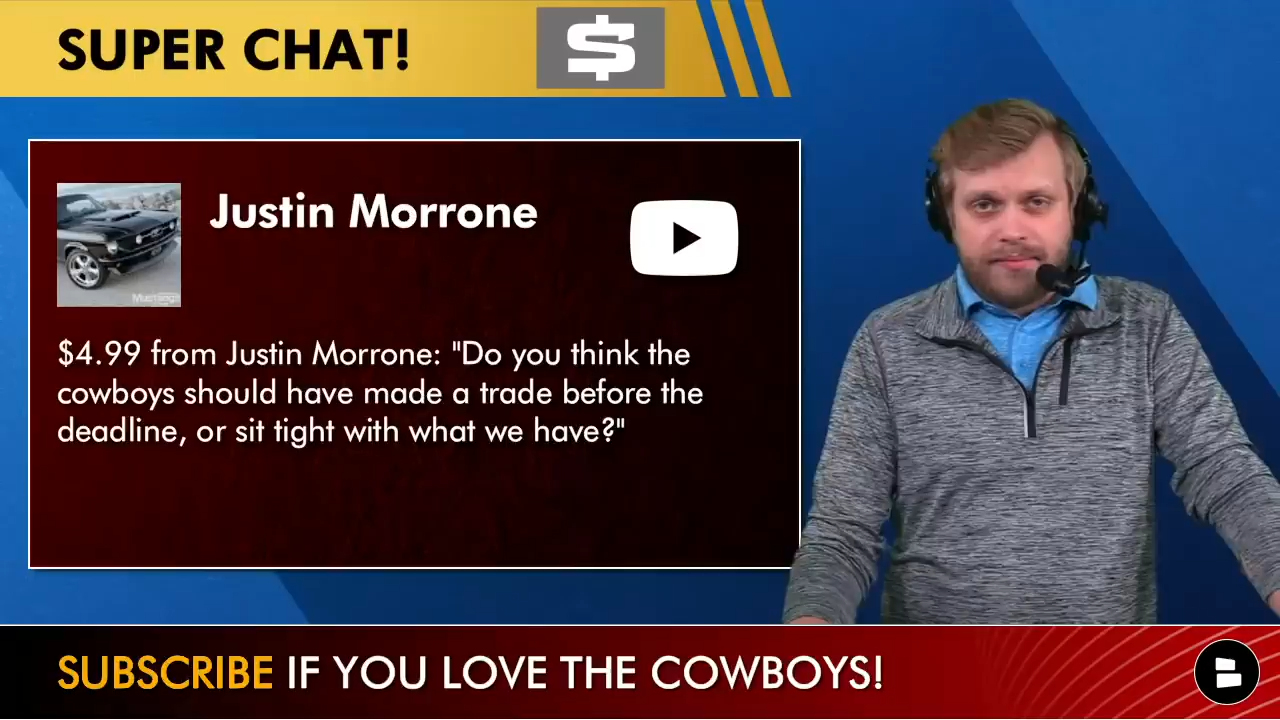 SUPER CHAT!
$
Justin Morrone
$4.99 from Justin Morrone: "Do you think the
cowboys should have made a trade before the
deadline, or sit tight with what we have?"
SUBSCRIBE IF YOU LOVE THE COWBOYS!